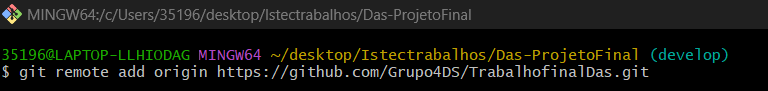 MINGW64:/c/Users/35196/desktop/Istectrabalhos/Das-ProjetoFinal
35196@LAPTOP-LLHIODAG MINGW64 ~/desktop/Istectrabalhos/Das-ProjetoFinal (develop)
$ git remote add origin https://github.com/Grupo4DS/TrabalhofinalDas.git